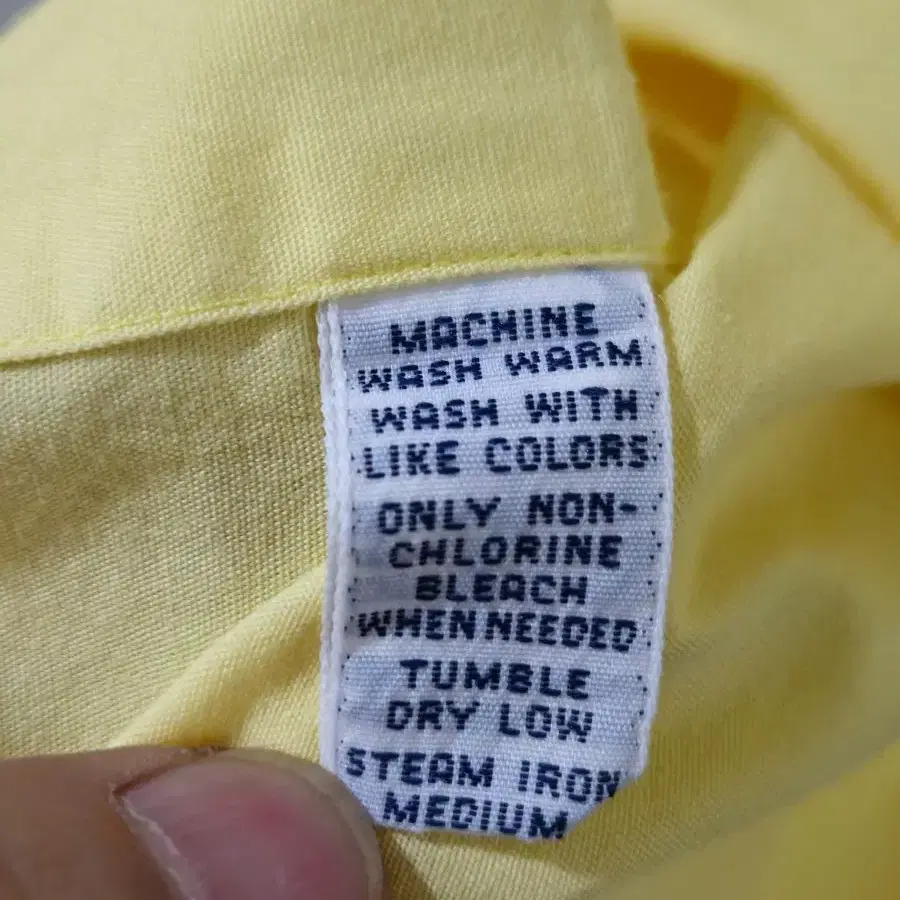 MACHINE
WASH WARM
WASH WITH
LIKE COLORS
ONLY NON-
CHLORINE
BLEACH
WHEN NEEDED
TUMBLE
DRY LOW
STEAM IRON
MEDIUM